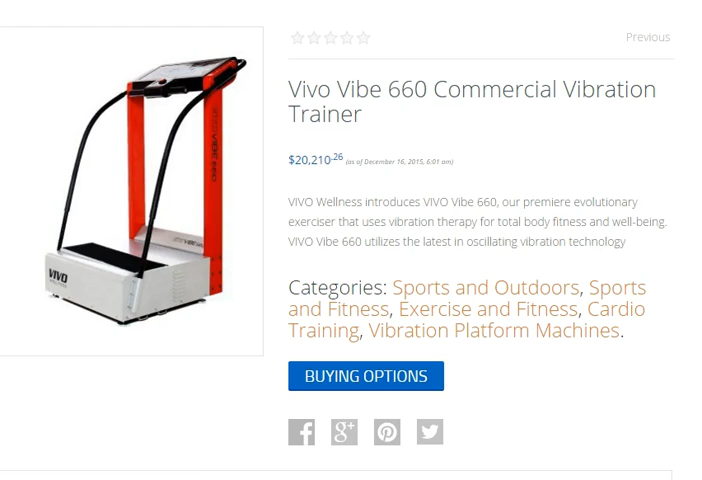 Previous
Vivo Vibe 660 Commercial Vibration
Trainer
$20,210.26 (as of December 16, 2015, 6:01 am)
VIVO Wellness introduces VIVO Vibe 660, our premiere evolutionary
exerciser that uses vibration therapy for total body fitness and well-being.
VIVO Vibe 660 utilizes the latest in oscillating vibration technology
VIVO
Categories: Sports and Outdoors, Sports
and Fitness, Exercise and Fitness, Cardio
Training, Vibration Platform Machines.
BUYING OPTIONS